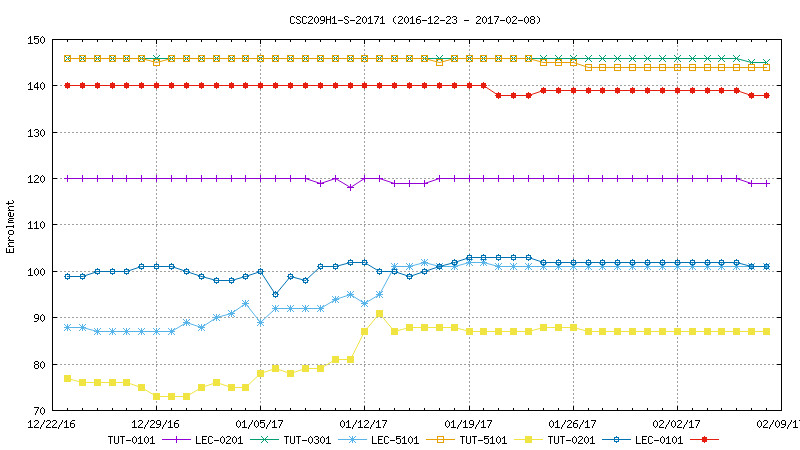 CSC209H1-S-20171 (2016-12-23 - 2017-02-08)
150
140
130
120
110
100
90
80
70
Enrolment
12/22/16 12/29/16 01/05/17 01/12/17 01/19/17 01/26/17 02/02/17 02/09/17
TUT-0101 LEC-0201 TUT-0301 LEC-5101 TUT-5101 TUT-0201 LEC-0101